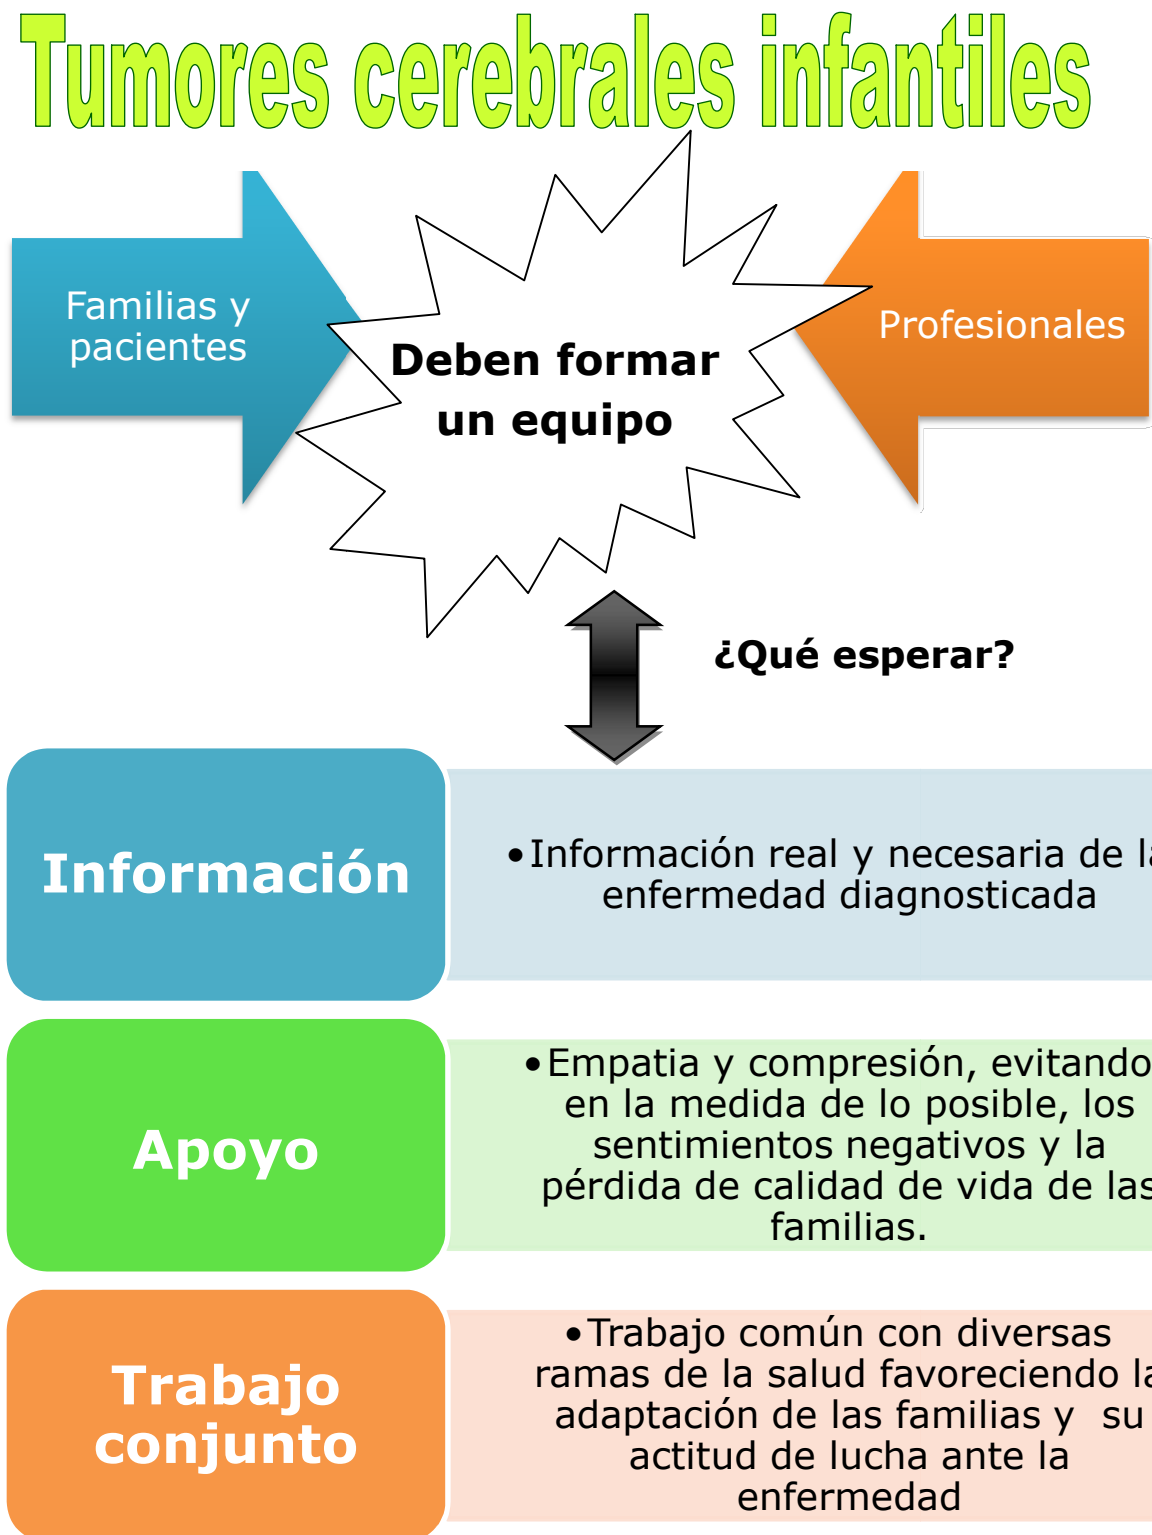 Tumores cerebrales infantiles
Familias y
pacientes
Deben formar
un equipo
Profesionales
¿Qué esperar?
Información
•Información real y necesaria de la
enfermedad diagnosticada
Apoyo
•Empatia y compresión, evitando
en la medida de lo posible, los
sentimientos negativos y la
pérdida de calidad de vida de las
familias.
Trabajo
conjunto
•Trabajo común con diversas
ramas de la salud favoreciendo la
adaptación de las familias y  su
actitud de lucha ante la
enfermedad